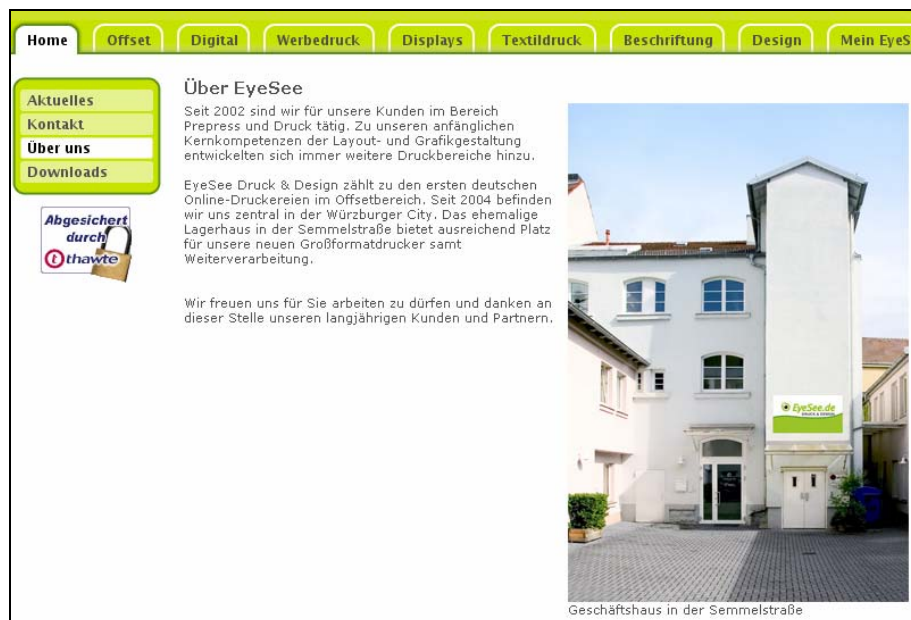 Home Offset Digital Werbedruck Displays Textildruck Beschriftung Design Mein EyeS
Aktuelles
Kontakt
Über uns
Downloads
Abgesichert
durch
thawte
Über EyeSee
Seit 2002 sind wir für unsere Kunden im Bereich
Prepress und Druck tätig. Zu unseren anfänglichen
Kernkompetenzen der Layout- und Grafikgestaltung
entwickelten sich immer weitere Druckbereiche hinzu.
EyeSee Druck & Design zählt zu den ersten deutschen
Online-Druckereien im Offsetbereich. Seit 2004 befinden
wir uns zentral in der Würzburger City. Das ehemalige
Lagerhaus in der Semmelstraße bietet ausreichend Platz
für unsere neuen Großformatdrucker samt
Weiterverarbeitung.
Wir freuen uns für Sie arbeiten zu dürfen und danken an
dieser Stelle unseren langjährigen Kunden und Partnern.
EyeSee.de
DRUCK & DESIGN
Geschäftshaus in der Semmelstraße